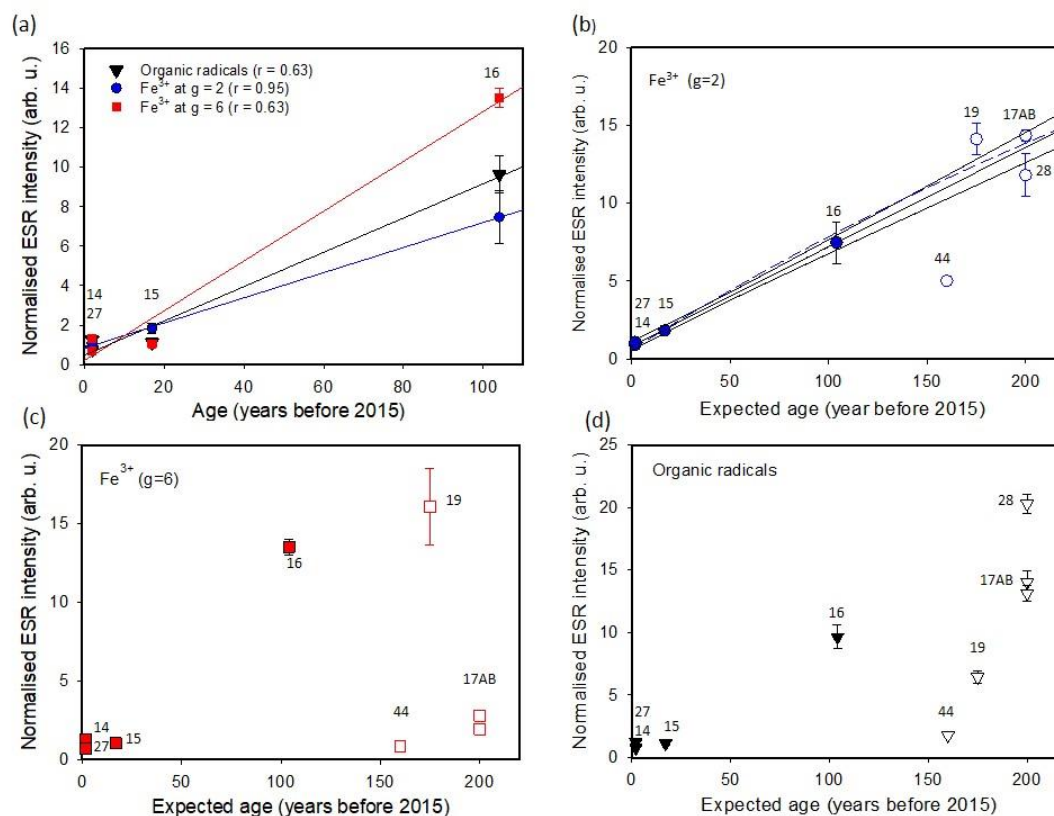 (a)
Normalised ESR intensity (arb. u.)
16
14
12
10
8
6
4
2
0
Organic radicals (r = 0.63)
Fe³⁺ at g = 2 (r = 0.95)
Fe³⁺ at g = 6 (r = 0.63)
16
14
27
15
0 20 40 60 80 100
Age (years before 2015)
(b)
Normalised ESR intensity (arb. u.)
20
15
10
5
0
Fe³⁺ (g=2)
19
17AB
28
16
44
27
14
15
0 50 100 150 200
Expected age (year before 2015)
(c)
Normalised ESR intensity (arb. u.)
20
15
10
5
0
Fe³⁺ (g=6)
19
16
17AB
44
14
27
15
0 50 100 150 200
Expected age (years before 2015)
(d)
Normalised ESR intensity (arb. u.)
25
20
15
10
5
0
Organic radicals
28
17AB
16
19
44
27
14
15
0 50 100 150 200
Expected age (years before 2015)